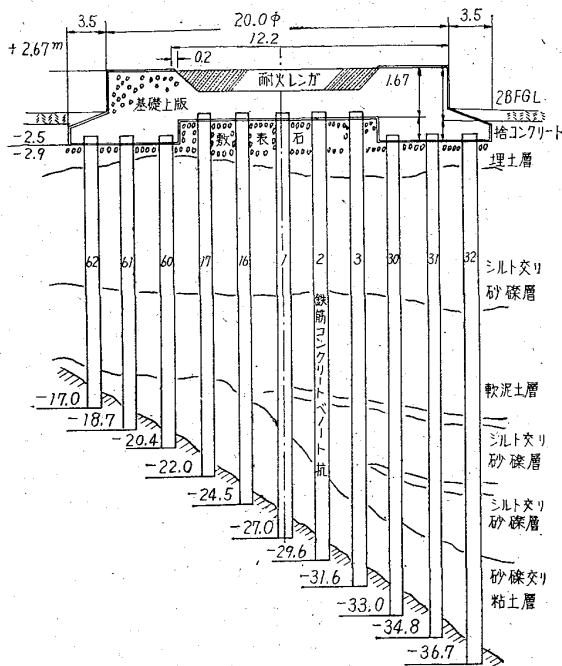 3.5
20.0φ
3.5
12.2
+2.67m
0.2
耐火レンガ
1.67
基礎上版
2BFGL
捨コンクリート
-2.5
-2.9
敷表石
埋土層
62
61
60
17
16
1
2
3
30
31
32
シルト交り
砂礫層
鉄筋コンクリートベノート杭
軟泥土層
-17.0
-18.7
-20.4
シルト交り
砂礫層
-22.0
-24.5
シルト交り
砂礫層
-27.0
-29.6
-31.6
砂礫交り
粘土層
-33.0
-34.8
-36.7